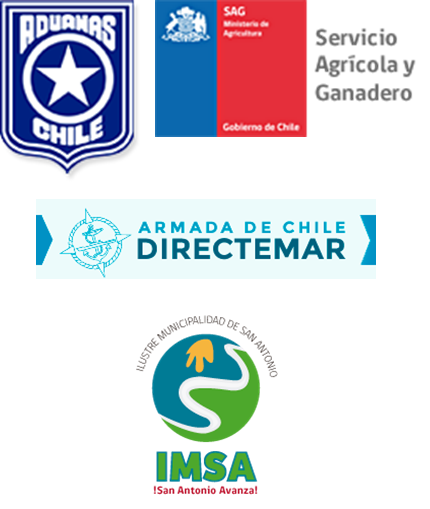 ADUANAS
CHILE
SAG
Ministerio de
Agricultura
Gobierno de Chile
Servicio
Agrícola y
Ganadero
ARMADA DE CHILE
DIRECTEMAR
ILUSTRE MUNICIPALIDAD DE SAN ANTONIO
IMSA
!San Antonio Avanza!